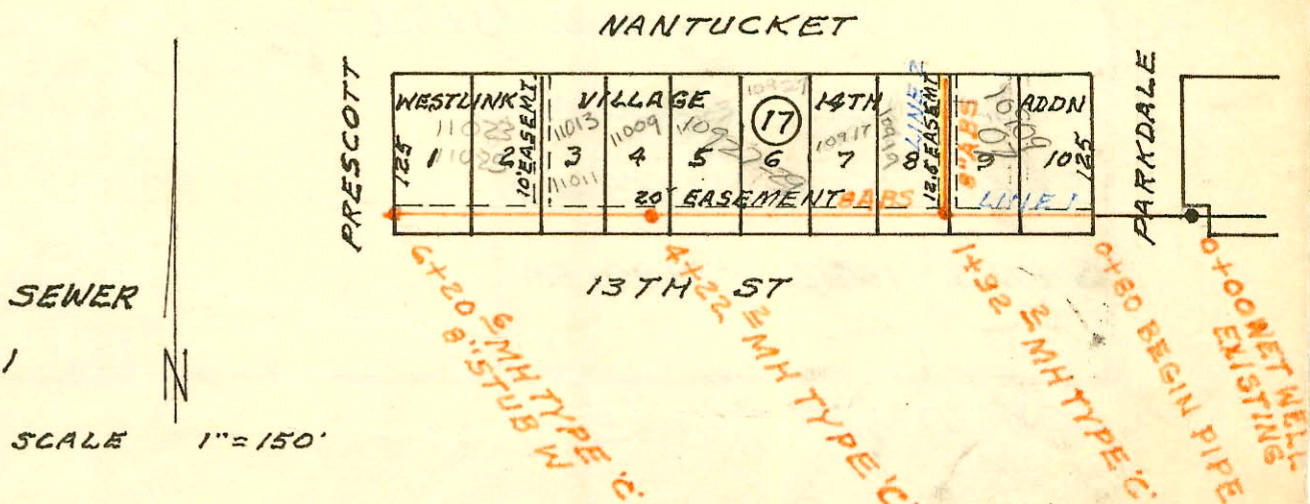 NANTUCKET
PRESCOTT
PARKDALE
WESTLINK VILLAGE 14TH ADDN
17
125
1 2 3 4 5 6 7 8 9 10
125
11013
11009
10917
11011
10' EASEMT
12.5' EASEMT
LINE 2
8" ABS
20' EASEMENT 8 ABS LINE 1
13TH ST
6+20
MH TYPE 'C'
8" STUB W
4+22
MH TYPE 'C'
1+92
MH TYPE 'C'
0+80 BEGIN PIPE
0+00 WET WELL
EXISTING
SEWER
1
N
SCALE 1"=150'